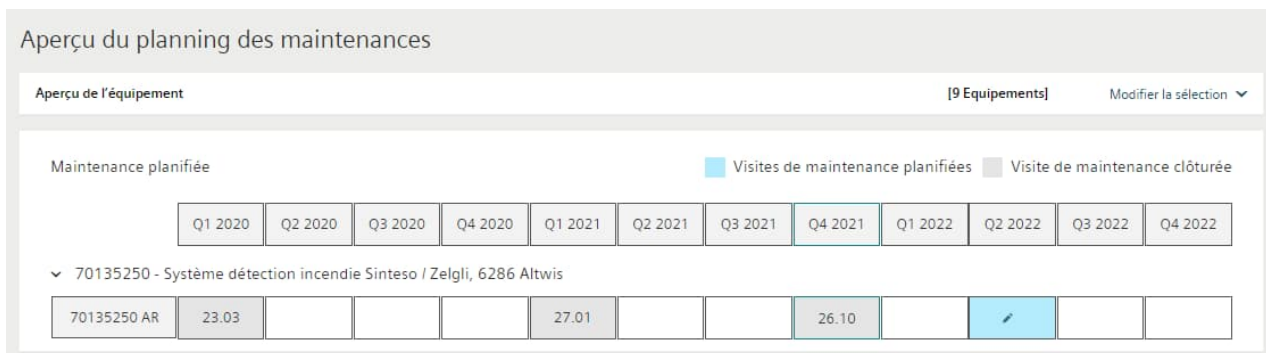 Aperçu du planning des maintenances
Aperçu de l'équipement [9 Equipements] Modifier la sélection
Maintenance planifiée Visites de maintenance planifiées Visite de maintenance clôturée
Q1 2020 Q2 2020 Q3 2020 Q4 2020 Q1 2021 Q2 2021 Q3 2021 Q4 2021 Q1 2022 Q2 2022 Q3 2022 Q4 2022
70135250 - Système détection incendie Sinteso / Zelgli, 6286 Altwis
70135250 AR 23.03 27.01 26.10